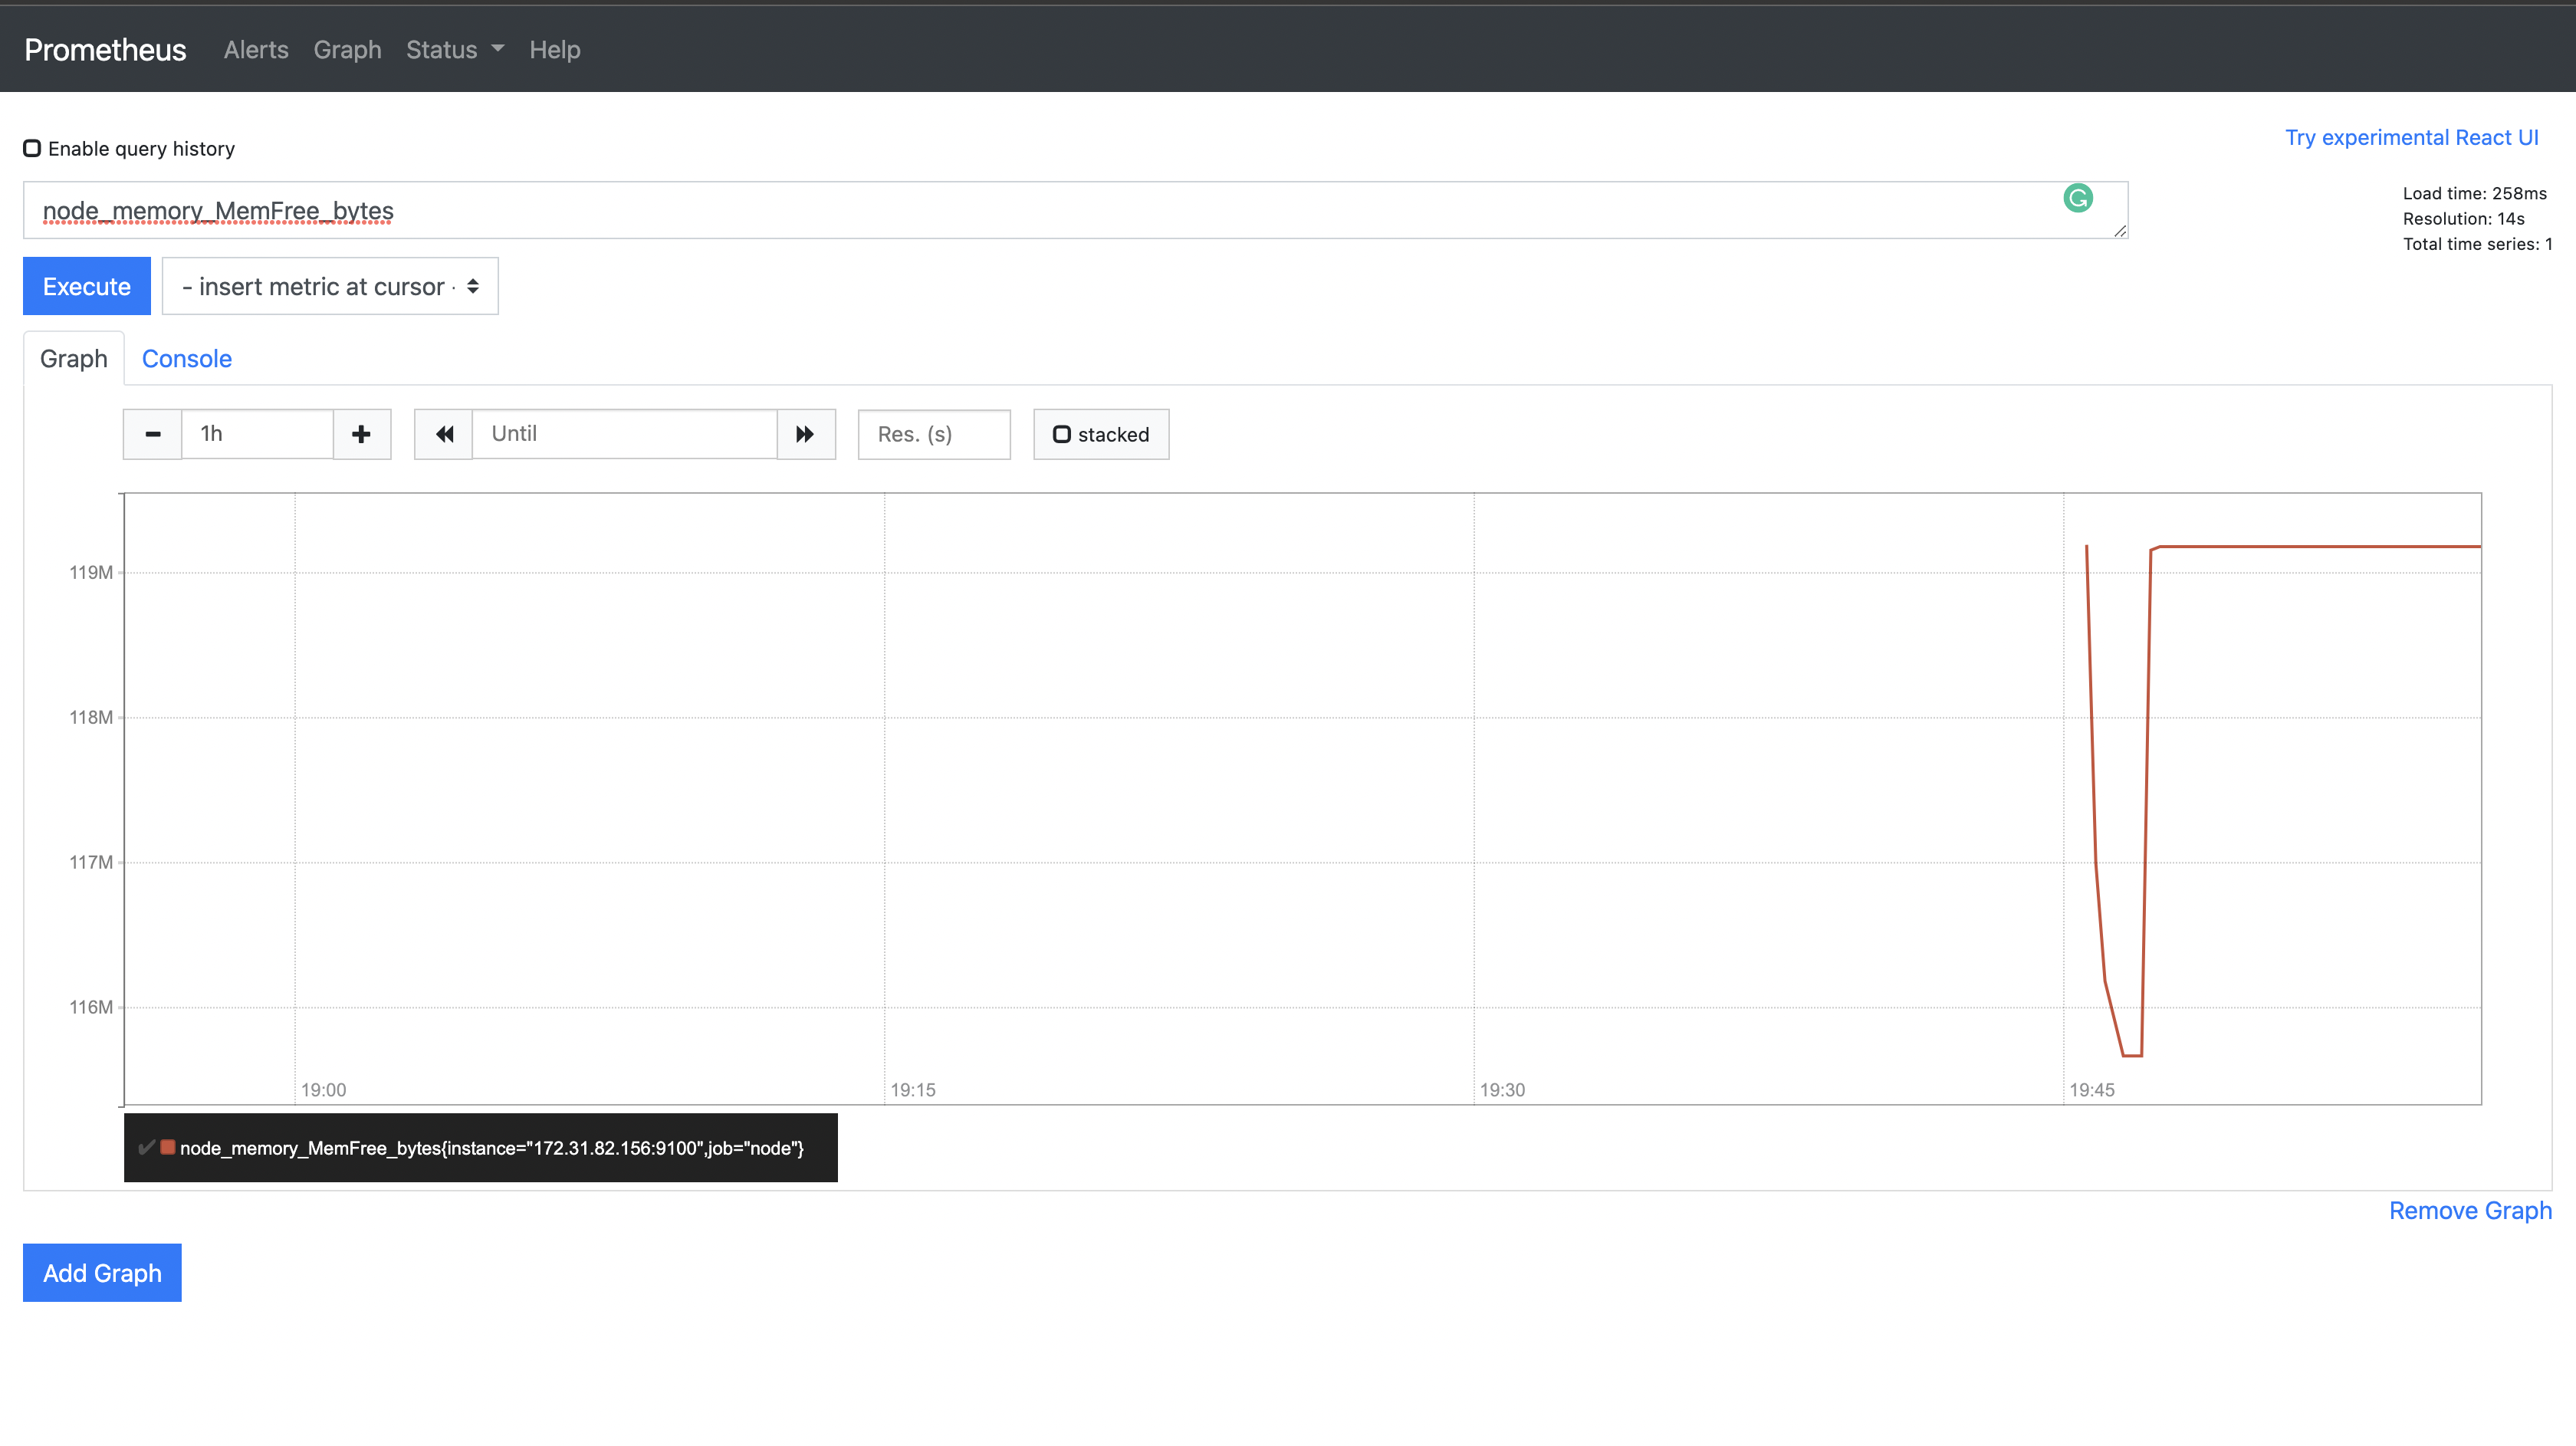 Prometheus Alerts Graph Status Help
Enable query history
Try experimental React UI
node_memory_MemFree_bytes
Load time: 258ms
Resolution: 14s
Total time series: 1
Execute
- insert metric at cursor -
Graph Console
1h
Until
Res. (s)
stacked
119M
118M
117M
116M
19:00 19:15 19:30 19:45
node_memory_MemFree_bytes{instance="172.31.82.156:9100",job="node"}
Remove Graph
Add Graph